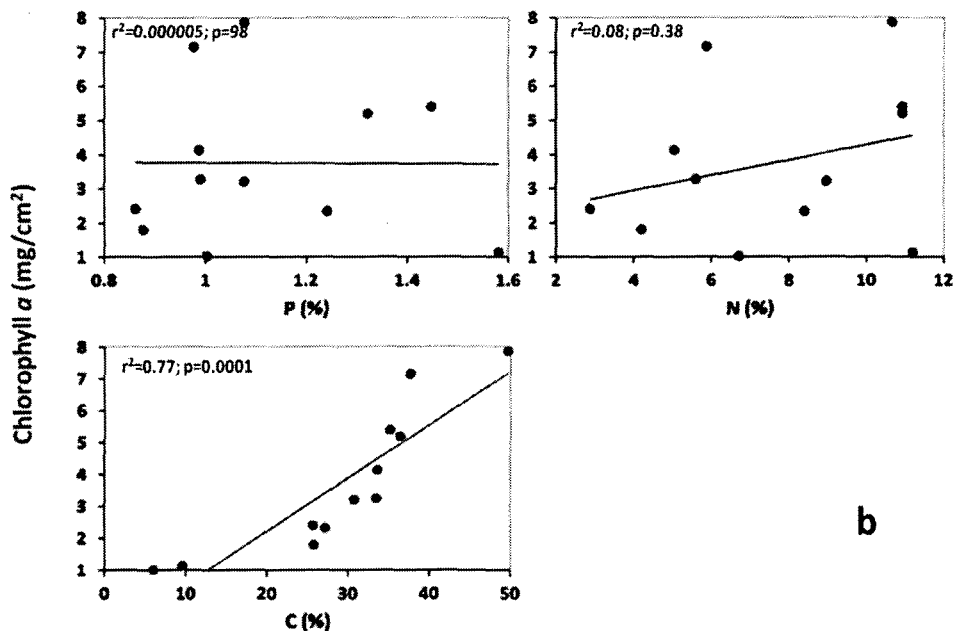 r²=0.000005; p=98
8
7
6
5
4
3
2
1
0.8 1 1.2 1.4 1.6
P (%)
r²=0.08; p=0.38
8
7
6
5
4
3
2
1
2 4 6 8 10 12
N (%)
Chlorophyll a (mg/cm²)
r²=0.77; p=0.0001
8
7
6
5
4
3
2
1
0 10 20 30 40 50
C (%)
b